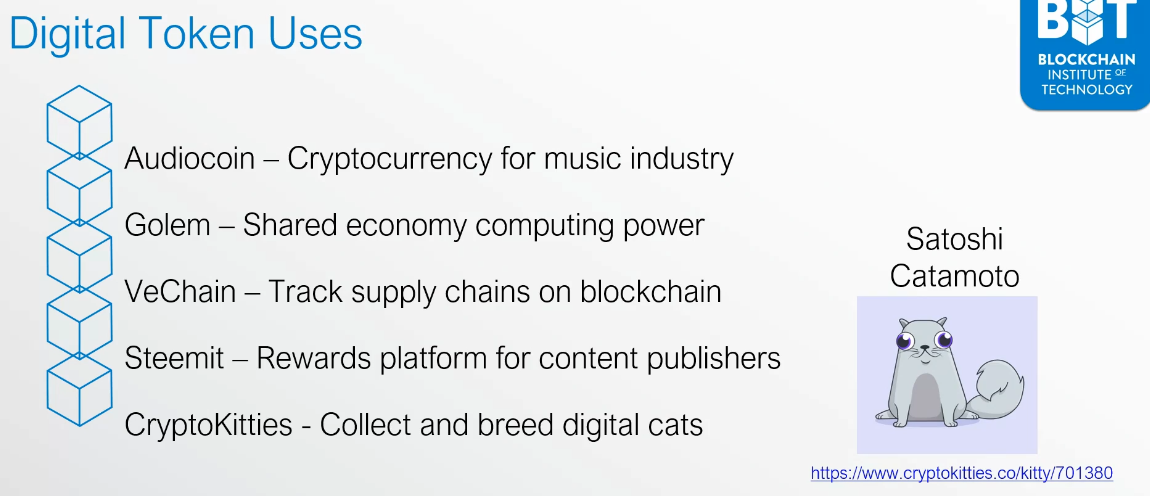 Digital Token Uses
BIT
BLOCKCHAIN
INSTITUTE OF
TECHNOLOGY
Audiocoin – Cryptocurrency for music industry
Golem – Shared economy computing power
VeChain – Track supply chains on blockchain
Steemit – Rewards platform for content publishers
CryptoKitties - Collect and breed digital cats
Satoshi
Catamoto
https://www.cryptokitties.co/kitty/701380